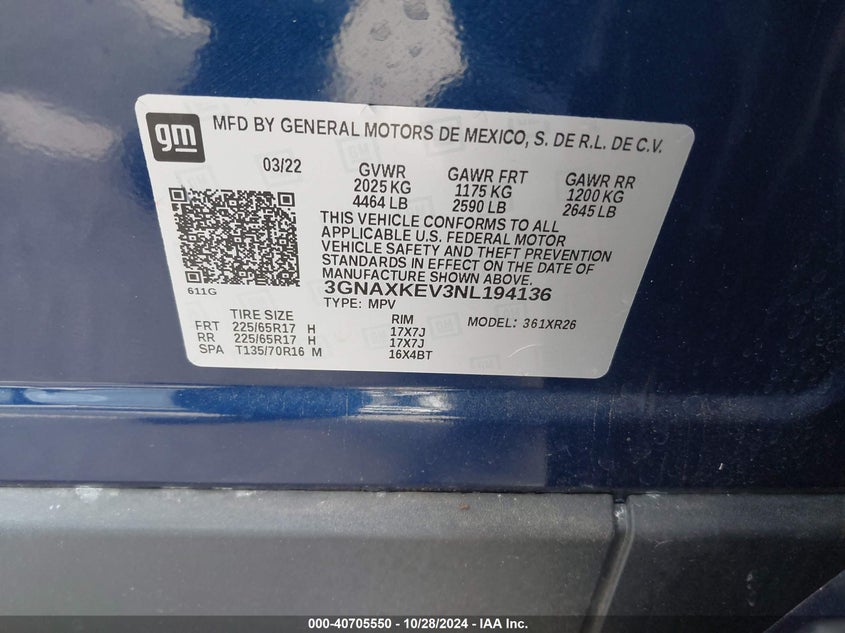 gm
MFD BY GENERAL MOTORS DE MEXICO, S. DE R.L. DE C.V.
03/22 GVWR GAWR FRT GAWR RR
2025 KG 1175 KG 1200 KG
4464 LB 2590 LB 2645 LB
THIS VEHICLE CONFORMS TO ALL
APPLICABLE U.S. FEDERAL MOTOR
VEHICLE SAFETY AND THEFT PREVENTION
STANDARDS IN EFFECT ON THE DATE OF
MANUFACTURE SHOWN ABOVE.
611G
3GNAXKEV3NL194136
TYPE: MPV
TIRE SIZE RIM MODEL: 361XR26
FRT 225/65R17 H 17X7J
RR 225/65R17 H 17X7J
SPA T135/70R16 M 16X4BT
000-40705550 - 10/28/2024 - IAA Inc.